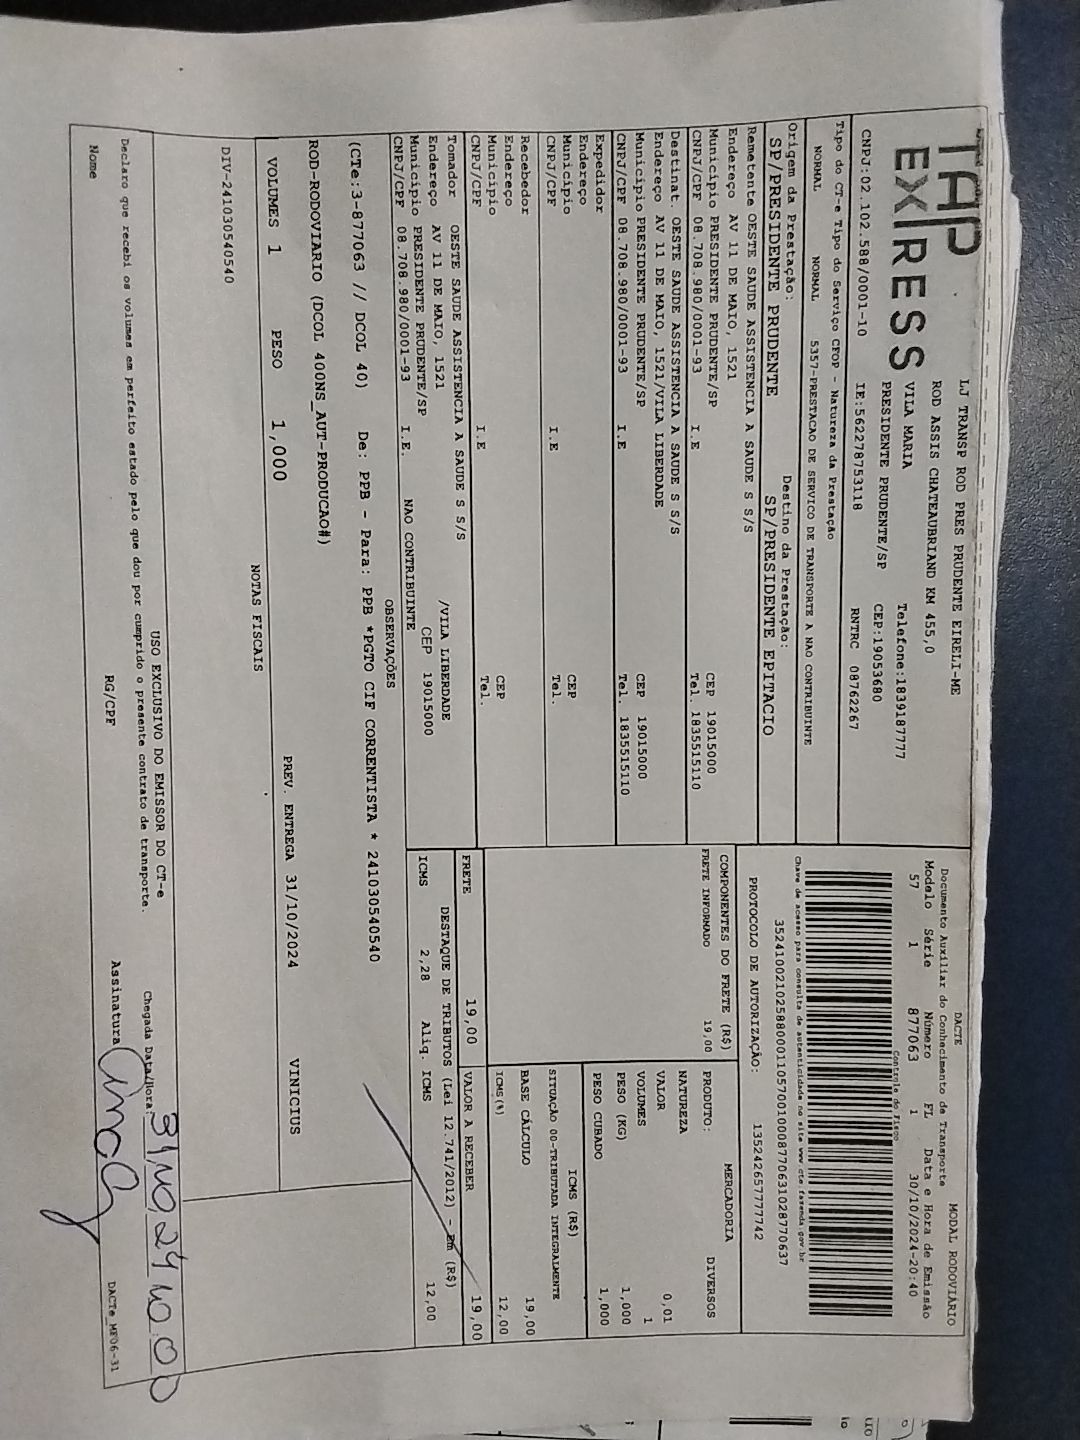 TAP
EXPRESS
LJ TRANSP ROD PRES PRUDENTE EIRELI-ME
ROD ASSIS CHATEAUBRIAND KM 455,0
VILA MARIA Telefone:1839187777
PRESIDENTE PRUDENTE/SP CEP:19053680
CNPJ:02.102.588/0001-10 IE:562278753118 RNTRC 08762267
DACTE MODAL RODOVIÁRIO
Documento Auxiliar do Conhecimento de Transporte
Modelo Série Número FL Data e Hora de Emissão
57 1 877063 1 30/10/2024-20:40
Controle do Fisco
Chave de acesso para consulta de autenticidade no site www.cte.fazenda.gov.br
35241002102588000110570010008770631028770637
PROTOCOLO DE AUTORIZAÇÃO: 135242657777742
Tipo do CT-e Tipo do Serviço CFOP - Natureza da Prestação
NORMAL NORMAL 5357-PRESTACAO DE SERVICO DE TRANSPORTE A NAO CONTRIBUINTE
Origem da Prestação: Destino da Prestação:
SP/PRESIDENTE PRUDENTE SP/PRESIDENTE EPITACIO
Remetente OESTE SAUDE ASSISTENCIA A SAUDE S S/S
Endereço AV 11 DE MAIO, 1521
Município PRESIDENTE PRUDENTE/SP CEP 19015000
CNPJ/CPF 08.708.980/0001-93 I.E Tel. 1835515110
Destinat. OESTE SAUDE ASSISTENCIA A SAUDE S S/S
Endereço AV 11 DE MAIO, 1521/VILA LIBERDADE
Município PRESIDENTE PRUDENTE/SP CEP 19015000
CNPJ/CPF 08.708.980/0001-93 I.E Tel. 1835515110
Expedidor
Endereço
Município CEP
CNPJ/CPF I.E Tel.
Recebedor
Endereço
Município CEP
CNPJ/CPF I.E Tel.
Tomador OESTE SAUDE ASSISTENCIA A SAUDE S S/S
Endereço AV 11 DE MAIO, 1521 /VILA LIBERDADE
Município PRESIDENTE PRUDENTE/SP CEP 19015000
CNPJ/CPF 08.708.980/0001-93 I.E. NAO CONTRIBUINTE
COMPONENTES DO FRETE (R$)
FRETE INFORMADO 19,00
PRODUTO: MERCADORIA DIVERSOS
NATUREZA
VALOR 0,01
VOLUMES 1
PESO (KG) 1,000
PESO CUBADO 1,000
ICMS (R$)
SITUAÇÃO 00-TRIBUTADA INTEGRALMENTE
BASE CÁLCULO 19,00
ICMS(%) 12,00
FRETE 19,00 VALOR A RECEBER 19,00
DESTAQUE DE TRIBUTOS (Lei 12.741/2012) - Em (R$)
ICMS 2,28 Aliq. ICMS 12,00
OBSERVAÇÕES
(CTe:3-877063 // DCOL 40) De: PPB - Para: PPB *PGTO CIF CORRENTISTA * 241030540540
ROD-RODOVIARIO (DCOL 400NS_AUT-PRODUCAO#)
VOLUMES 1 PESO 1,000 PREV. ENTREGA 31/10/2024 VINICIUS
NOTAS FISCAIS
DIV-241030540540
USO EXCLUSIVO DO EMISSOR DO CT-e
Declaro que recebi os volumes em perfeito estado pelo que dou por cumprido o presente contrato de transporte. Chegada Data/Hora: 31/10/24 10:00
Nome RG/CPF Assinatura
DACTe_MF06-31